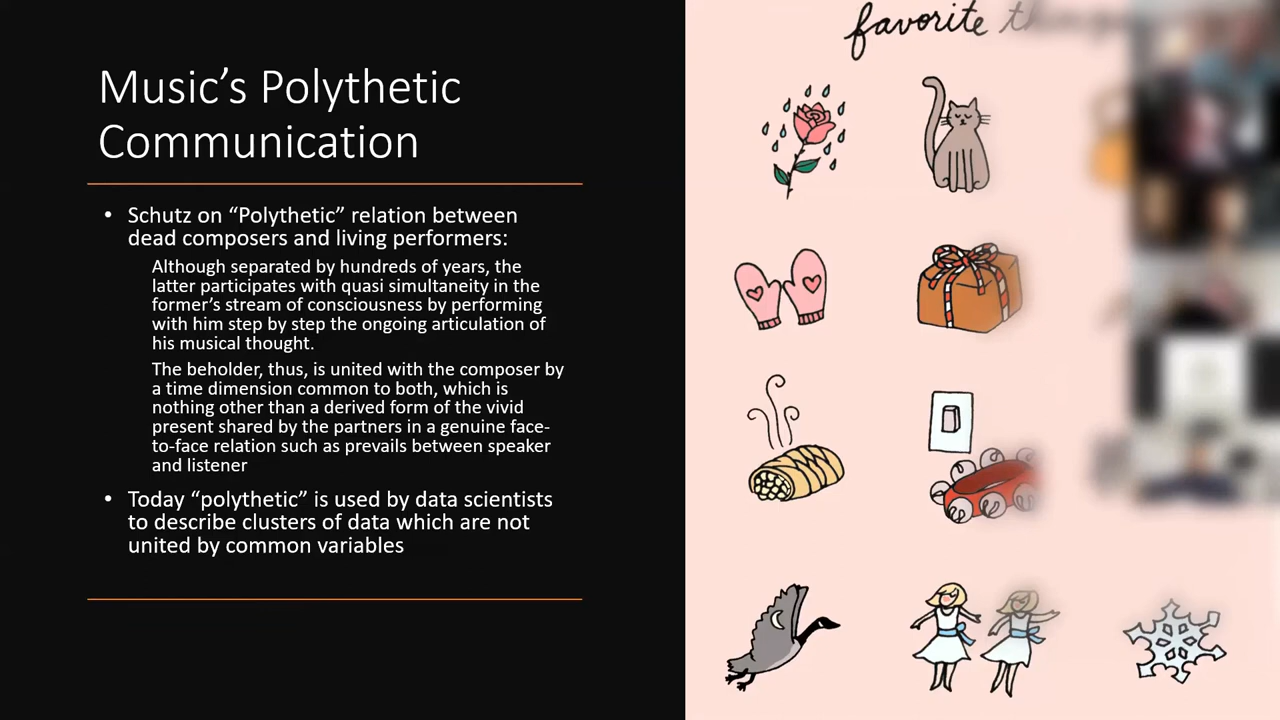 Music’s Polythetic
Communication
• Schutz on “Polythetic” relation between
dead composers and living performers:
Although separated by hundreds of years, the
latter participates with quasi simultaneity in the
former’s stream of consciousness by performing
with him step by step the ongoing articulation of
his musical thought.
The beholder, thus, is united with the composer by
a time dimension common to both, which is
nothing other than a derived form of the vivid
present shared by the partners in a genuine face-
to-face relation such as prevails between speaker
and listener
• Today “polythetic” is used by data scientists
to describe clusters of data which are not
united by common variables
favorite